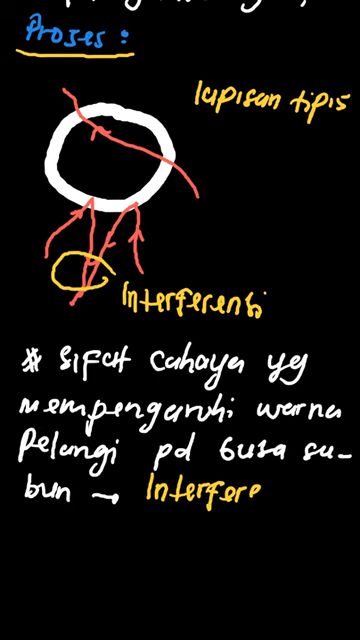 Proses :
lapisan tipis
Interferensi
* Sifat cahaya yg
mempengaruhi warna
Pelangi pd busa sa-
bun → Interfere